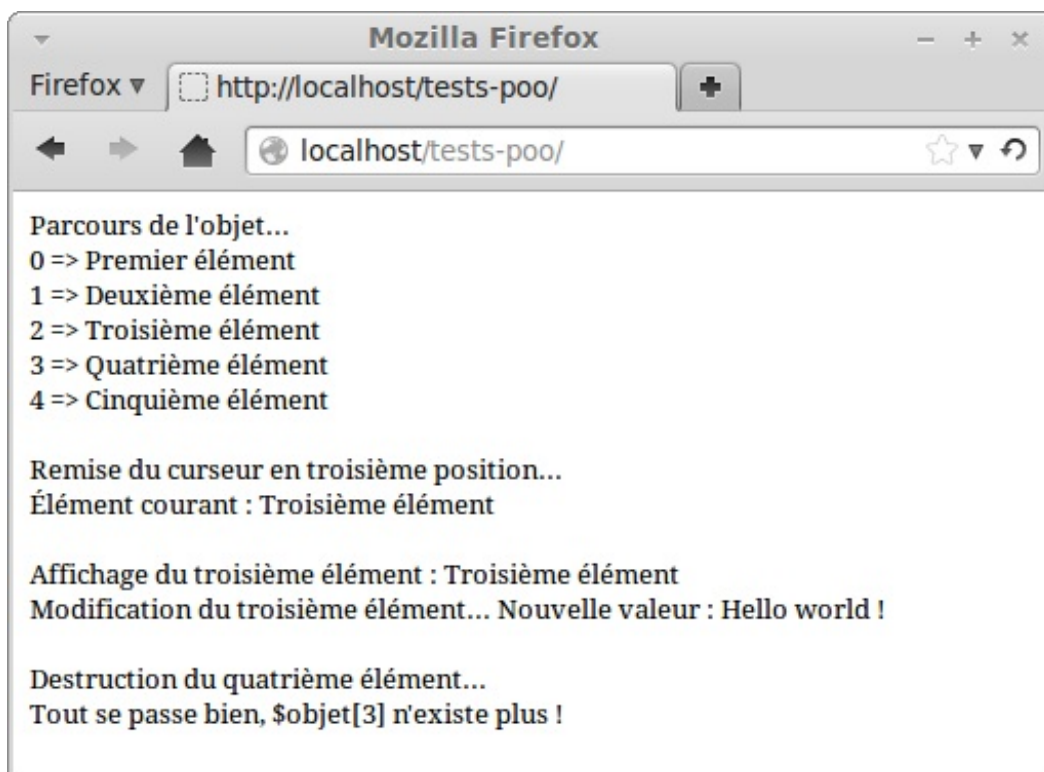 Mozilla Firefox
Firefox
http://localhost/tests-poo/
localhost/tests-poo/
Parcours de l'objet...
0 => Premier élément
1 => Deuxième élément
2 => Troisième élément
3 => Quatrième élément
4 => Cinquième élément
Remise du curseur en troisième position...
Élément courant : Troisième élément
Affichage du troisième élément : Troisième élément
Modification du troisième élément... Nouvelle valeur : Hello world !
Destruction du quatrième élément...
Tout se passe bien, $objet[3] n'existe plus !